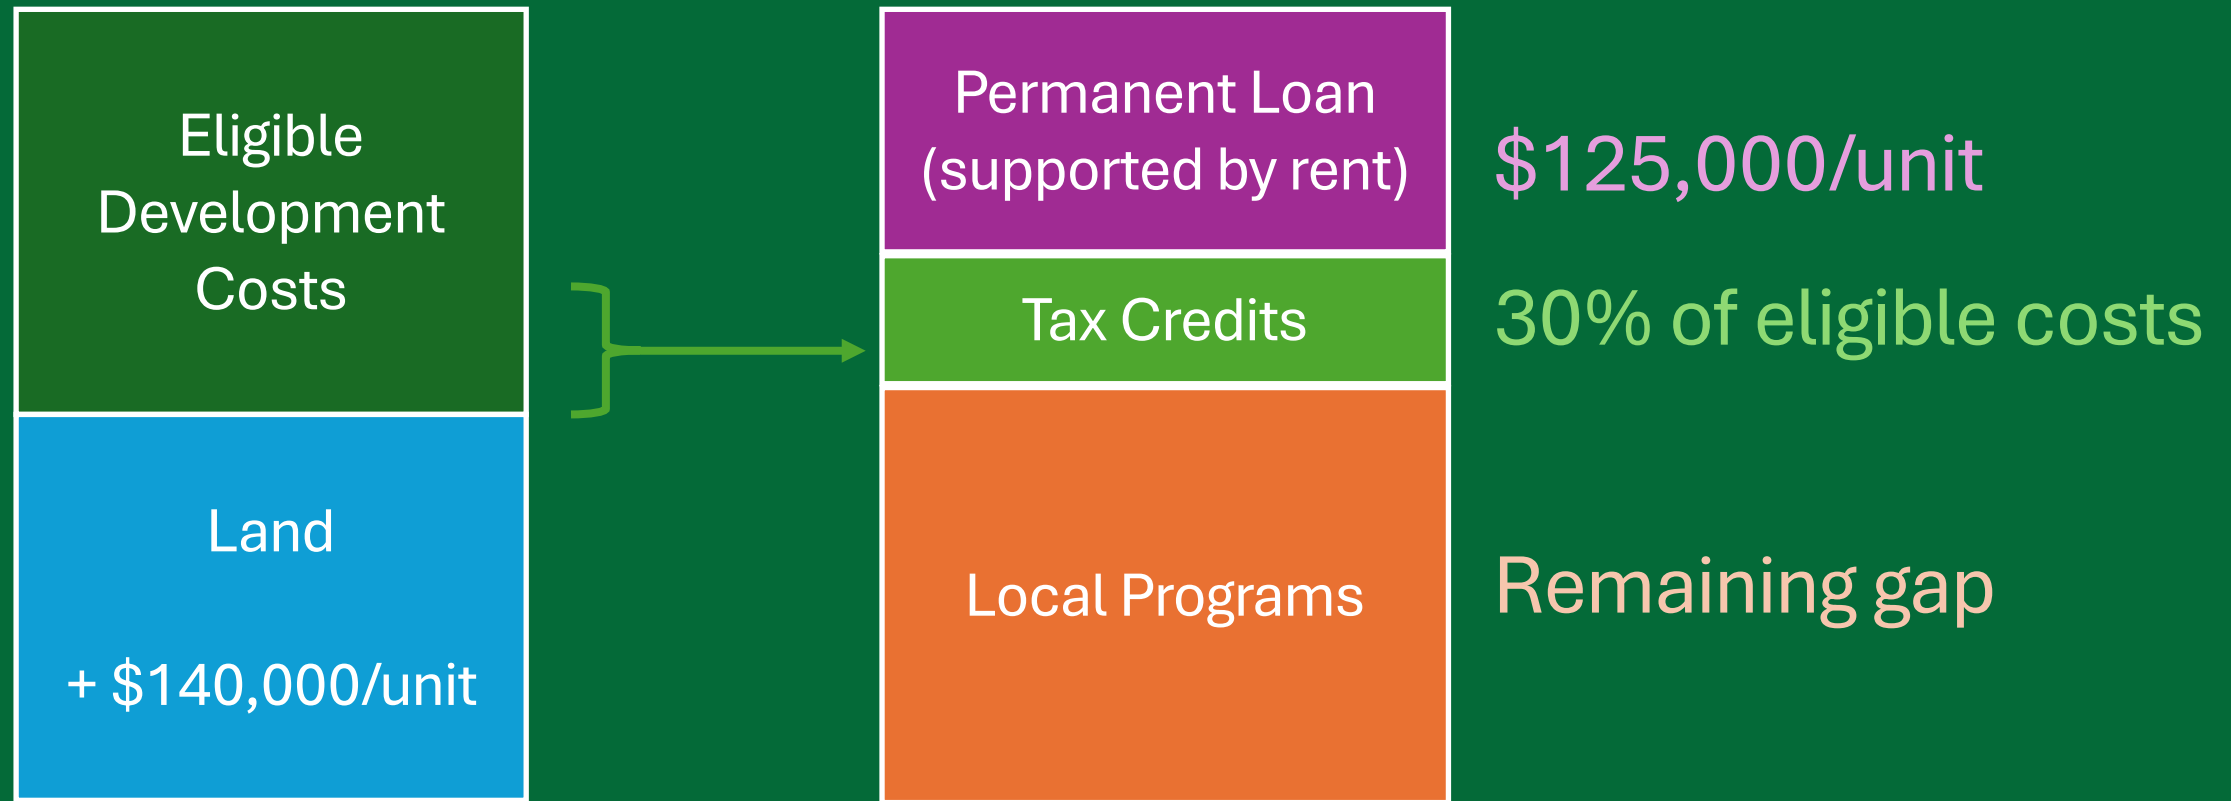 Eligible
Development
Costs
Land
+ $140,000/unit
Permanent Loan
(supported by rent)
Tax Credits
Local Programs
$125,000/unit
30% of eligible costs
Remaining gap